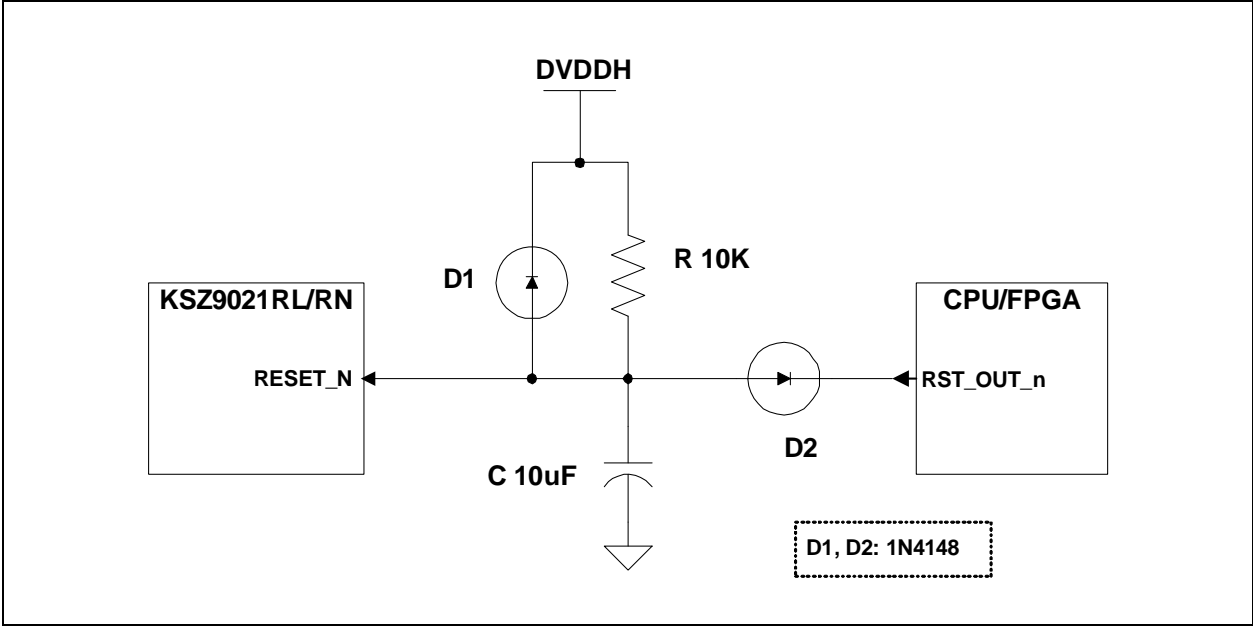 DVDDH
D1
R 10K
KSZ9021RL/RN
CPU/FPGA
RESET_N
RST_OUT_n
D2
C 10uF
D1, D2: 1N4148